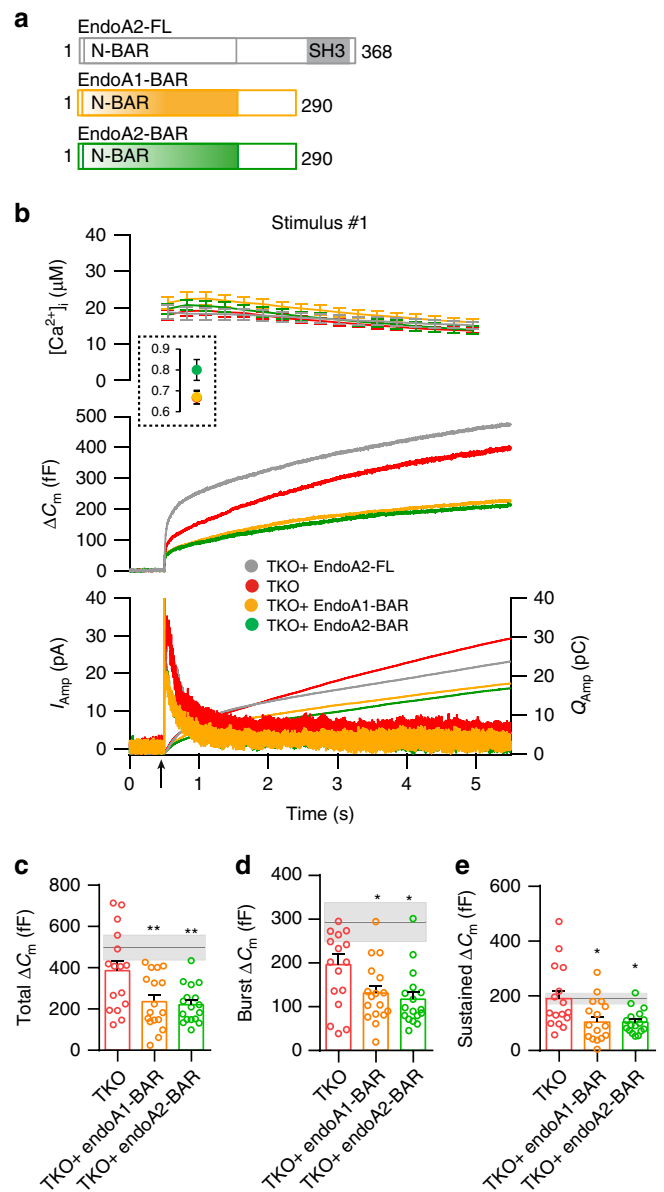 a
EndoA2-FL
1 N-BAR SH3 368
EndoA1-BAR
1 N-BAR 290
EndoA2-BAR
1 N-BAR 290
b
Stimulus #1
40
30
20
10
0
[Ca2+]i (μM)
0.9
0.8
0.7
0.6
500
400
300
200
100
0
ΔCm (fF)
TKO+ EndoA2-FL
TKO
TKO+ EndoA1-BAR
TKO+ EndoA2-BAR
40
30
20
10
0
IAmp (pA)
40
30
20
10
0
QAmp (pC)
0 1 2 3 4 5
Time (s)
c
800
600
400
200
0
Total ΔCm (fF)
** **
TKO
TKO+ endoA1-BAR
TKO+ endoA2-BAR
d
400
300
200
100
0
Burst ΔCm (fF)
* *
TKO
TKO+ endoA1-BAR
TKO+ endoA2-BAR
e
600
400
200
0
Sustained ΔCm (fF)
* *
TKO
TKO+ endoA1-BAR
TKO+ endoA2-BAR